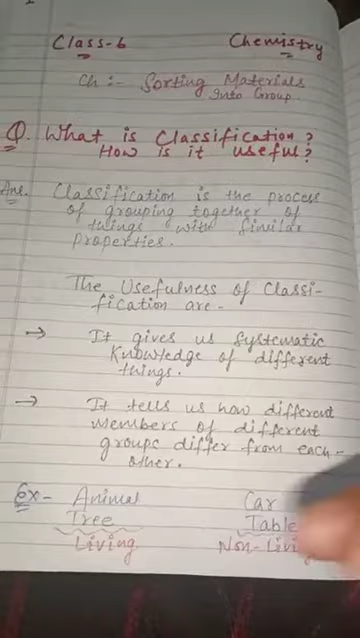 Class-6 Chemistry
Ch :- Sorting Materials
Into Group.
Q. What is Classification?
How is it useful?
Ans. Classification is the process
of grouping together of
things with similar
properties.
The Usefulness of Classi-
fication are -
→ It gives us Systematic
Knowledge of different
things.
→ It tells us how different
members of different
groups differ from each-
other.
Ex- Animal Car
Tree Table
Living Non-Livin